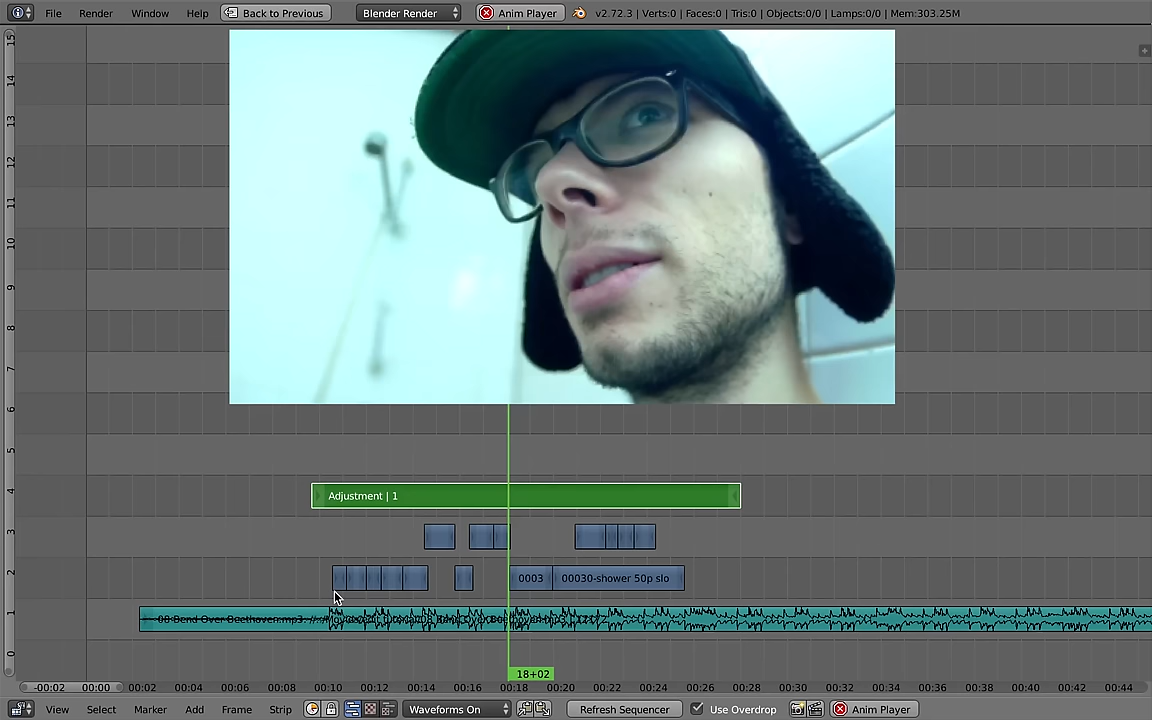 File Render Window Help Back to Previous Blender Render Anim Player v2.72.3 | Verts:0 | Faces:0 | Tris:0 | Objects:0/0 | Lamps:0/0 | Mem:303.25M
15
14
13
12
11
10
9
8
7
6
5
4 Adjustment | 1
3
2 0003 00030-shower 50p slo
1 08 Bend Over Beethoven.mp3:
0
18+02
-00:02 00:00 00:02 00:04 00:06 00:08 00:10 00:12 00:14 00:16 00:18 00:20 00:22 00:24 00:26 00:28 00:30 00:32 00:34 00:36 00:38 00:40 00:42 00:44
View Select Marker Add Frame Strip Waveforms On Refresh Sequencer Use Overdrop Anim Player